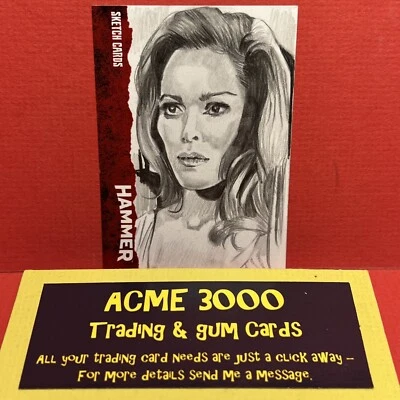 SKETCH CARDS
HAMMER
ACME 3000
Trading & gum Cards
All your trading card needs are just a click away –
For more details send me a message.